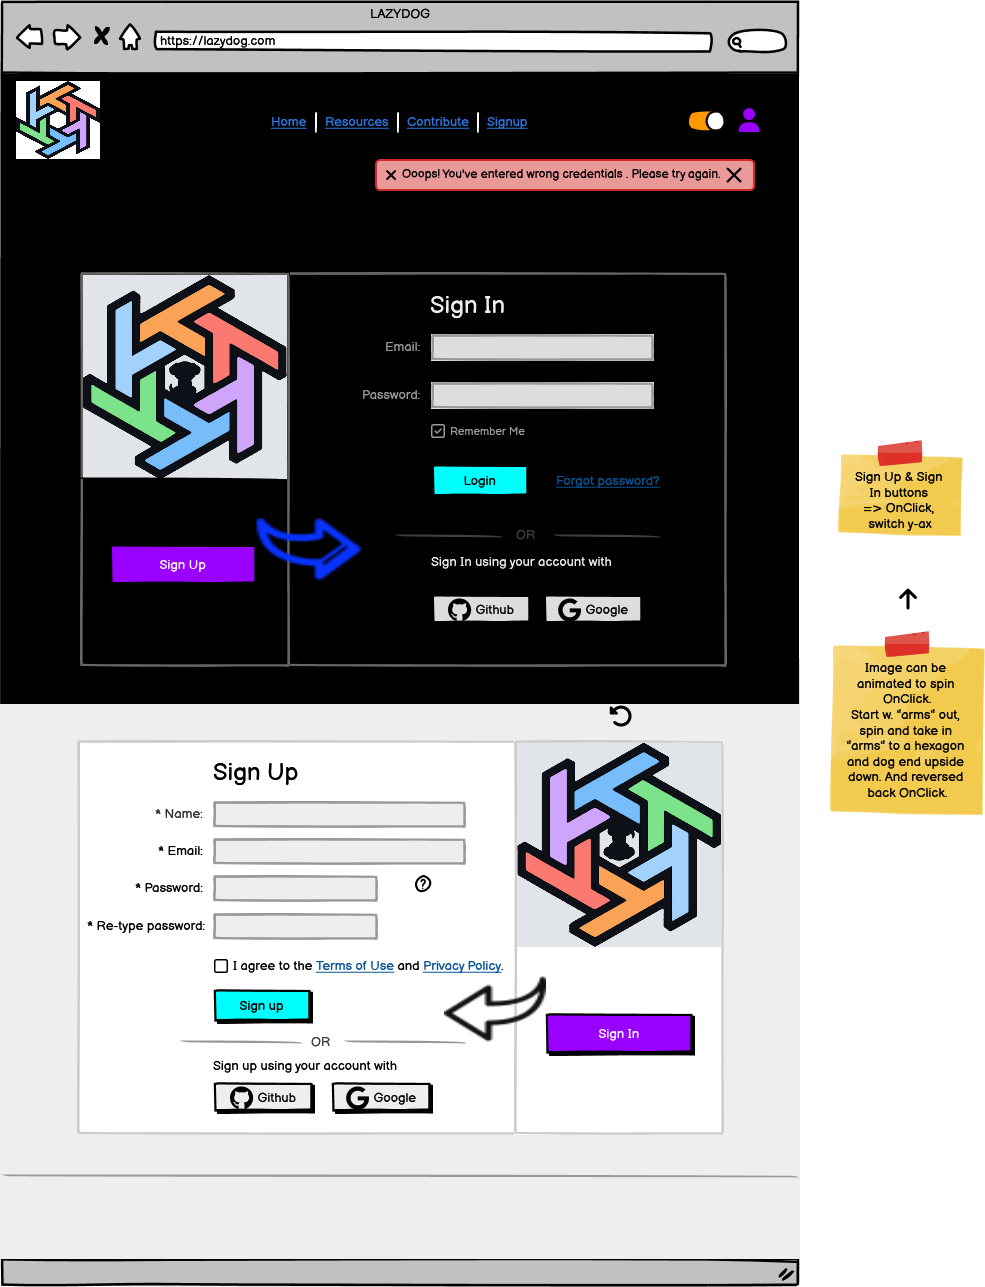 LAZYDOG
https://lazydog.com
Home Resources Contribute Signup
Ooops! You've entered wrong credentials . Please try again.
Sign In
Email:
Password:
Remember Me
Login Forgot password?
OR
Sign In using your account with
Github Google
Sign Up
Sign Up & Sign
In buttons
=> OnClick,
switch y-ax
Image can be
animated to spin
OnClick.
Start w. "arms" out,
spin and take in
"arms" to a hexagon
and dog end upside
down. And reversed
back OnClick.
Sign Up
* Name:
* Email:
* Password:
* Re-type password:
I agree to the Terms of Use and Privacy Policy.
Sign up
OR
Sign up using your account with
Github Google
Sign In